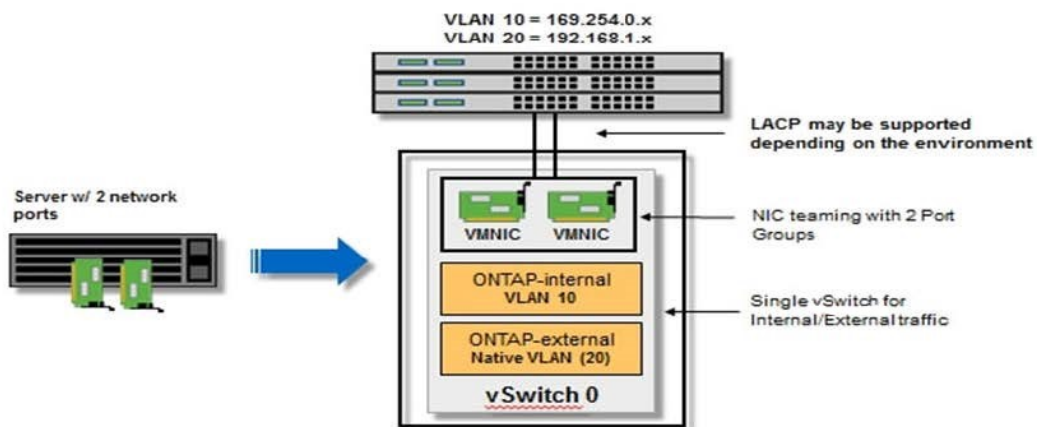 VLAN 10 = 169.254.0.x
VLAN 20 = 192.168.1.x
LACP may be supported
depending on the environment
Server w/ 2 network
ports
VMNIC
VMNIC
NIC teaming with 2 Port
Groups
ONTAP-internal
VLAN 10
Single vSwitch for
Internal/External traffic
ONTAP-external
Native VLAN (20)
vSwitch 0